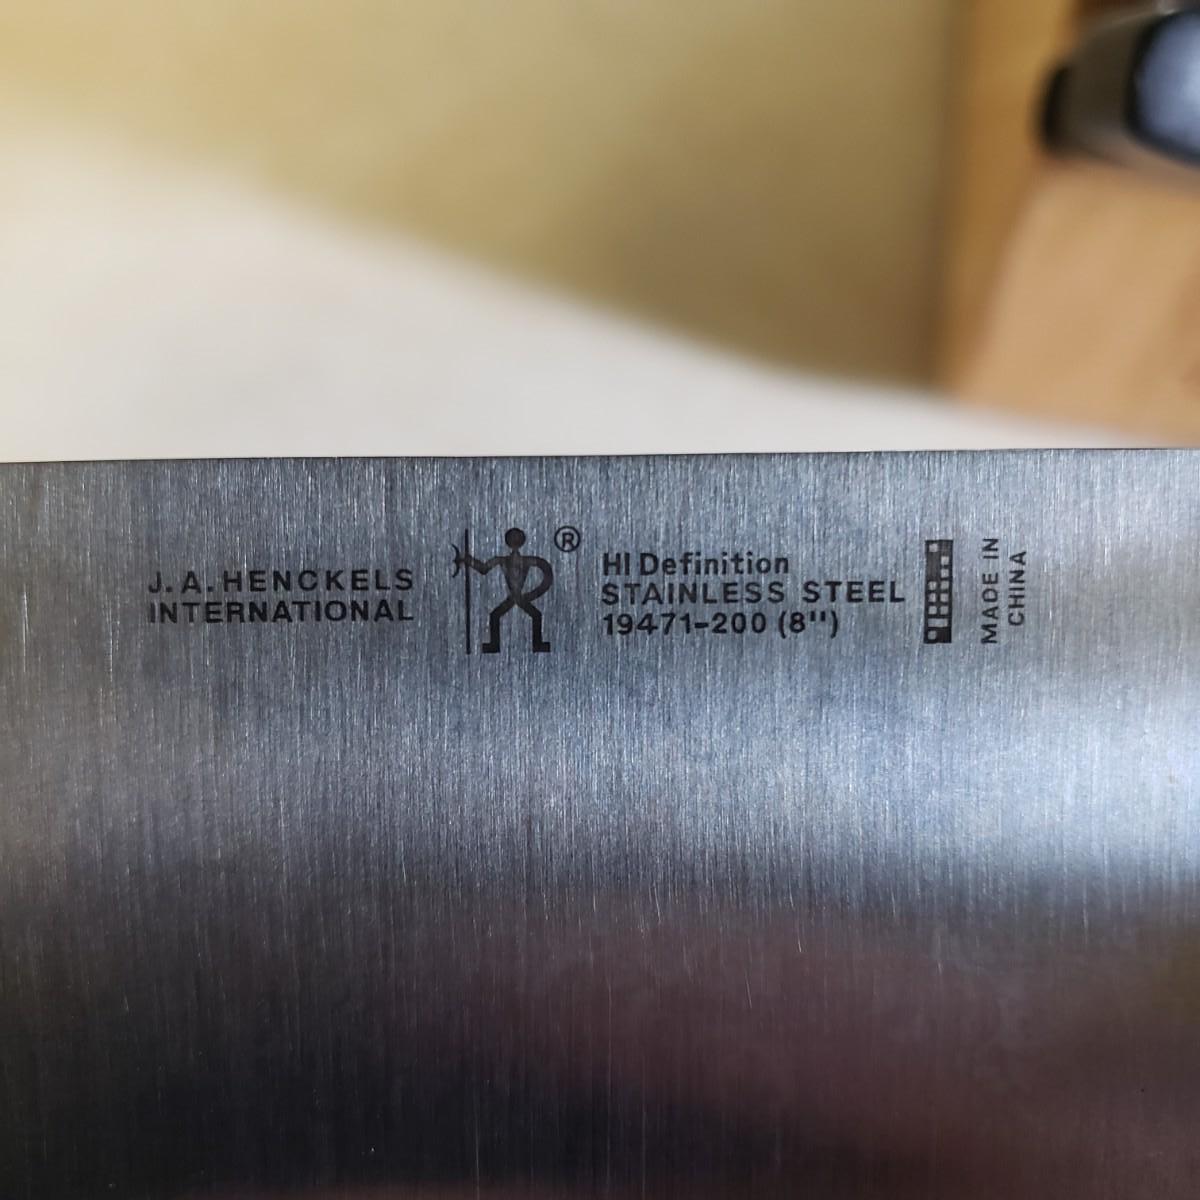 J.A.HENCKELS
INTERNATIONAL
®
HI Definition
STAINLESS STEEL
19471-200 (8")
MADE IN
CHINA